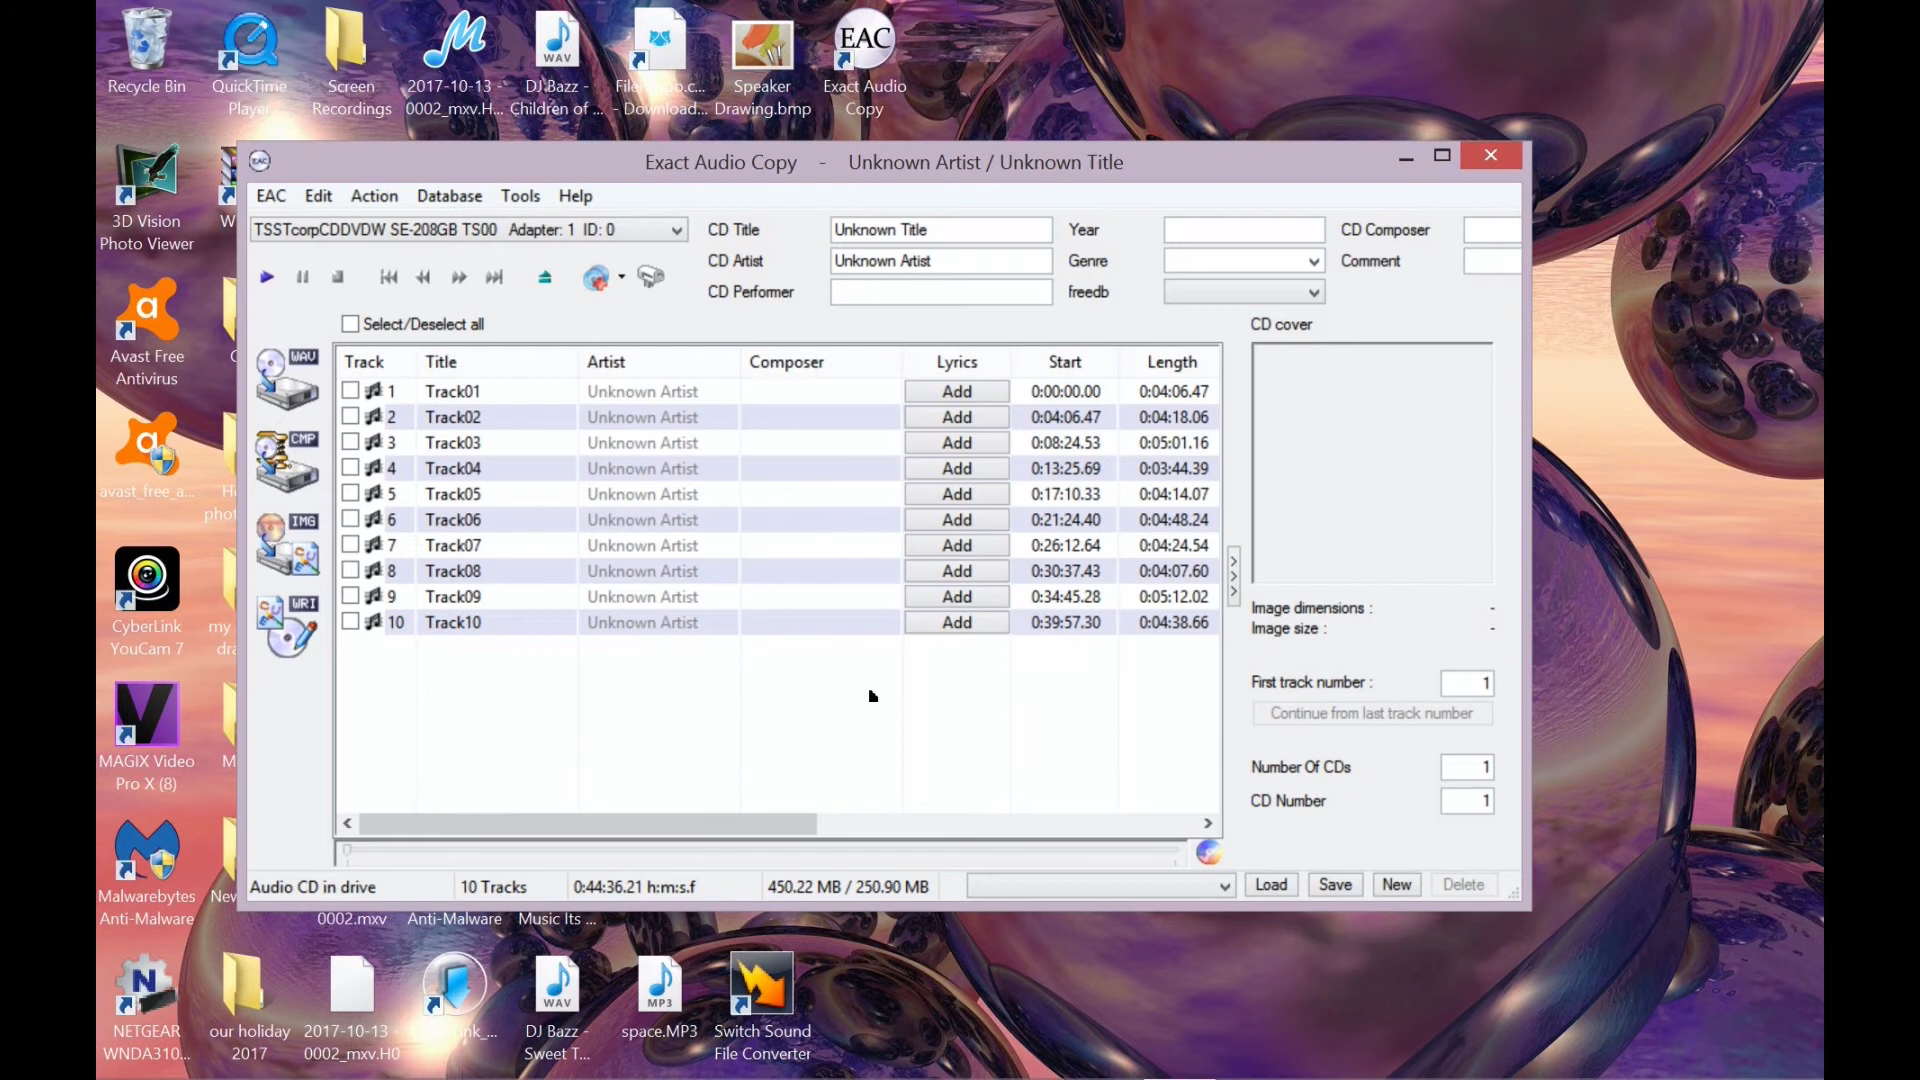 Recycle Bin
QuickTime
Player
Screen
Recordings
2017-10-13 -
0002_mxv.H...
DJ Bazz -
Children of ...
- Download...
Speaker
Drawing.bmp
EAC
Exact Audio
Copy
WAV
3D Vision
Photo Viewer
Avast Free
Antivirus
avast_free_a...
CyberLink
YouCam 7
MAGIX Video
Pro X (8)
Malwarebytes
Anti-Malware
NETGEAR
WNDA310...
Exact Audio Copy - Unknown Artist / Unknown Title
EAC Edit Action Database Tools Help
TSSTcorpCDDVDW SE-208GB TS00 Adapter: 1 ID: 0
CD Title Unknown Title Year CD Composer
CD Artist Unknown Artist Genre Comment
CD Performer freedb
Select/Deselect all
CD cover
WAV
CMP
IMG
WRI
Track Title Artist Composer Lyrics Start Length
1 Track01 Unknown Artist Add 0:00:00.00 0:04:06.47
2 Track02 Unknown Artist Add 0:04:06.47 0:04:18.06
3 Track03 Unknown Artist Add 0:08:24.53 0:05:01.16
4 Track04 Unknown Artist Add 0:13:25.69 0:03:44.39
5 Track05 Unknown Artist Add 0:17:10.33 0:04:14.07
6 Track06 Unknown Artist Add 0:21:24.40 0:04:48.24
7 Track07 Unknown Artist Add 0:26:12.64 0:04:24.54
8 Track08 Unknown Artist Add 0:30:37.43 0:04:07.60
9 Track09 Unknown Artist Add 0:34:45.28 0:05:12.02
10 Track10 Unknown Artist Add 0:39:57.30 0:04:38.66
Image dimensions : -
Image size : -
First track number : 1
Continue from last track number
Number Of CDs 1
CD Number 1
Audio CD in drive 10 Tracks 0:44:36.21 h:m:s.f 450.22 MB / 250.90 MB Load Save New Delete
0002.mxv
Anti-Malware
Music Its ...
our holiday
2017
2017-10-13 -
0002_mxv.H0
WAV
DJ Bazz -
Sweet T...
MP3
space.MP3
Switch Sound
File Converter